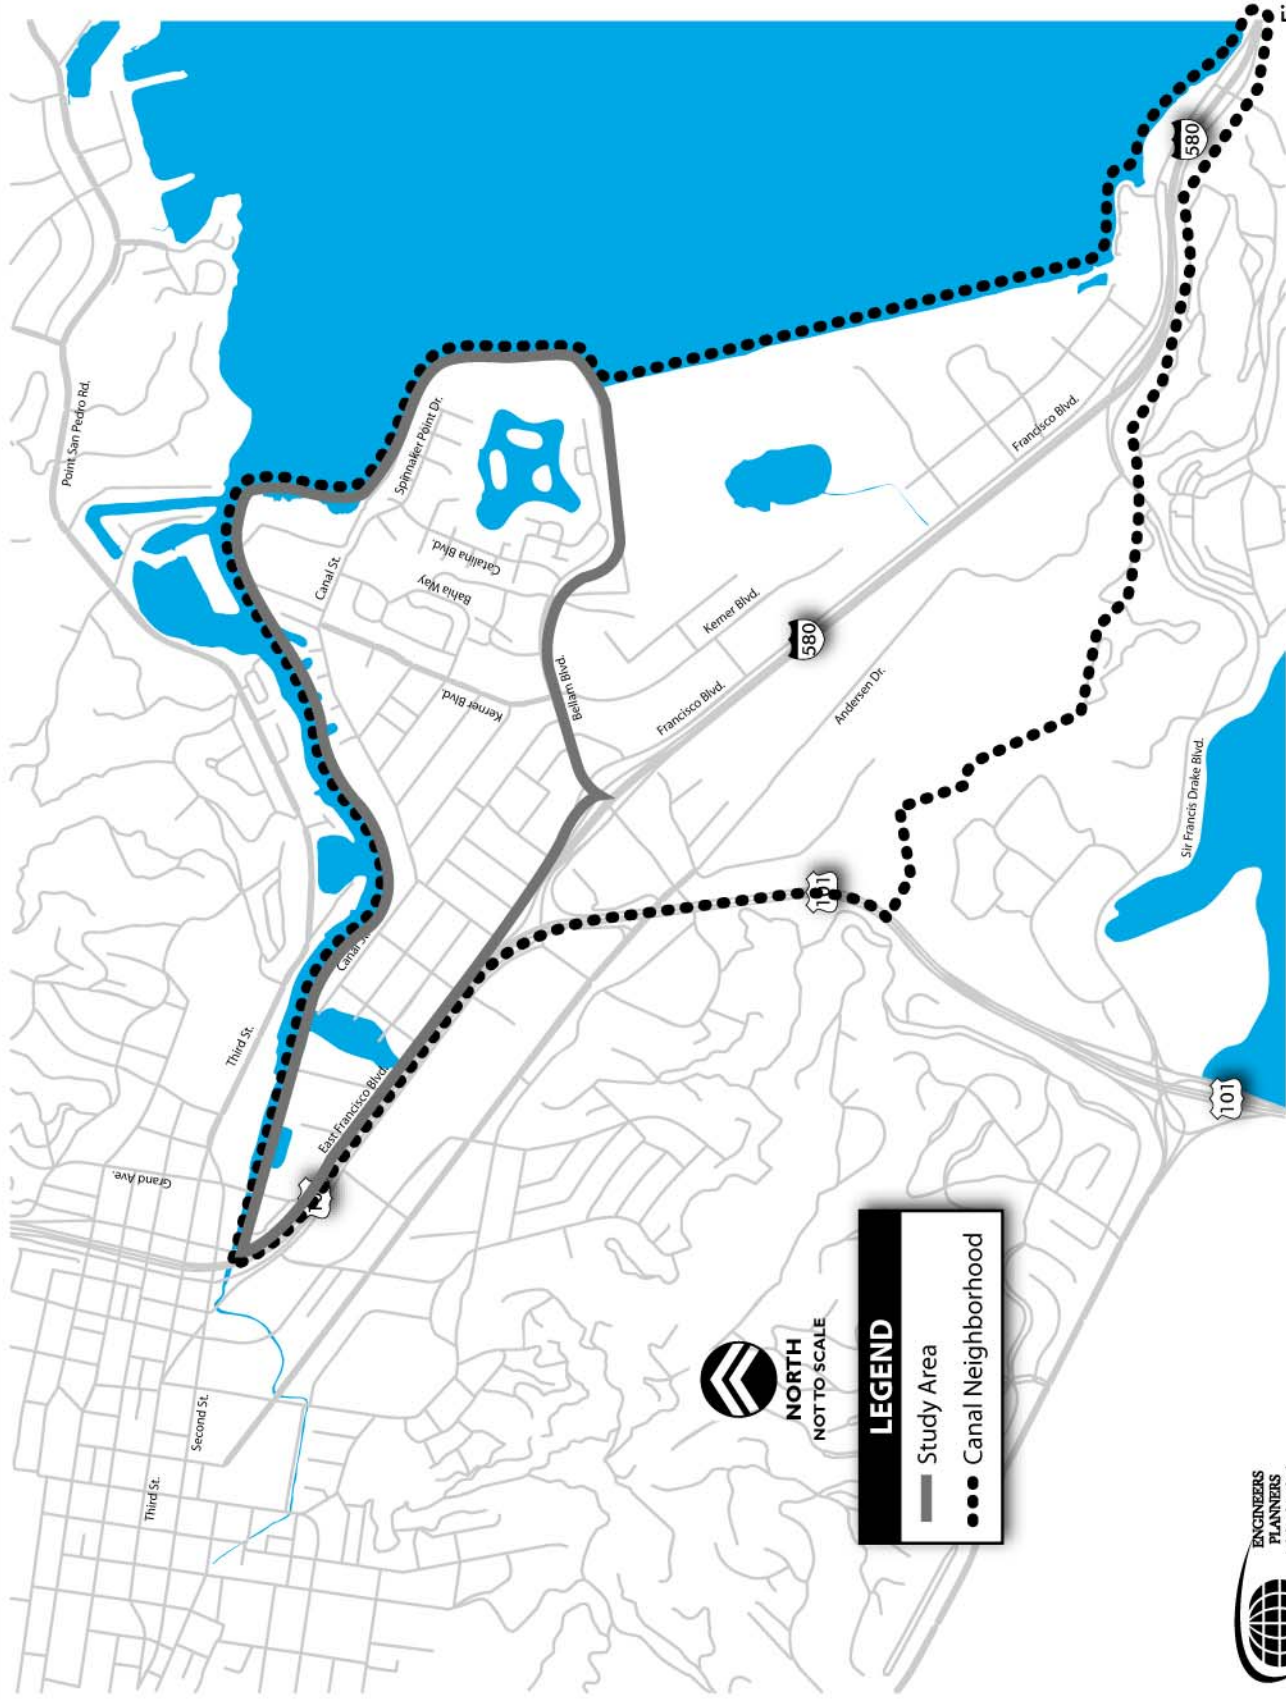 Point San Pedro Rd.
Spinnaker Point Dr.
Canal St.
Catalina Blvd.
Bahia Way
Kerner Blvd.
Bellam Blvd.
Kerner Blvd.
Francisco Blvd.
Francisco Blvd.
580
580
Andersen Dr.
Sir Francis Drake Blvd.
101
101
Canal
Third St.
East Francisco Blvd.
Grand Ave.
Second St.
Third St.
NORTH
NOT TO SCALE
LEGEND
Study Area
Canal Neighborhood
ENGINEERS
PLANNERS